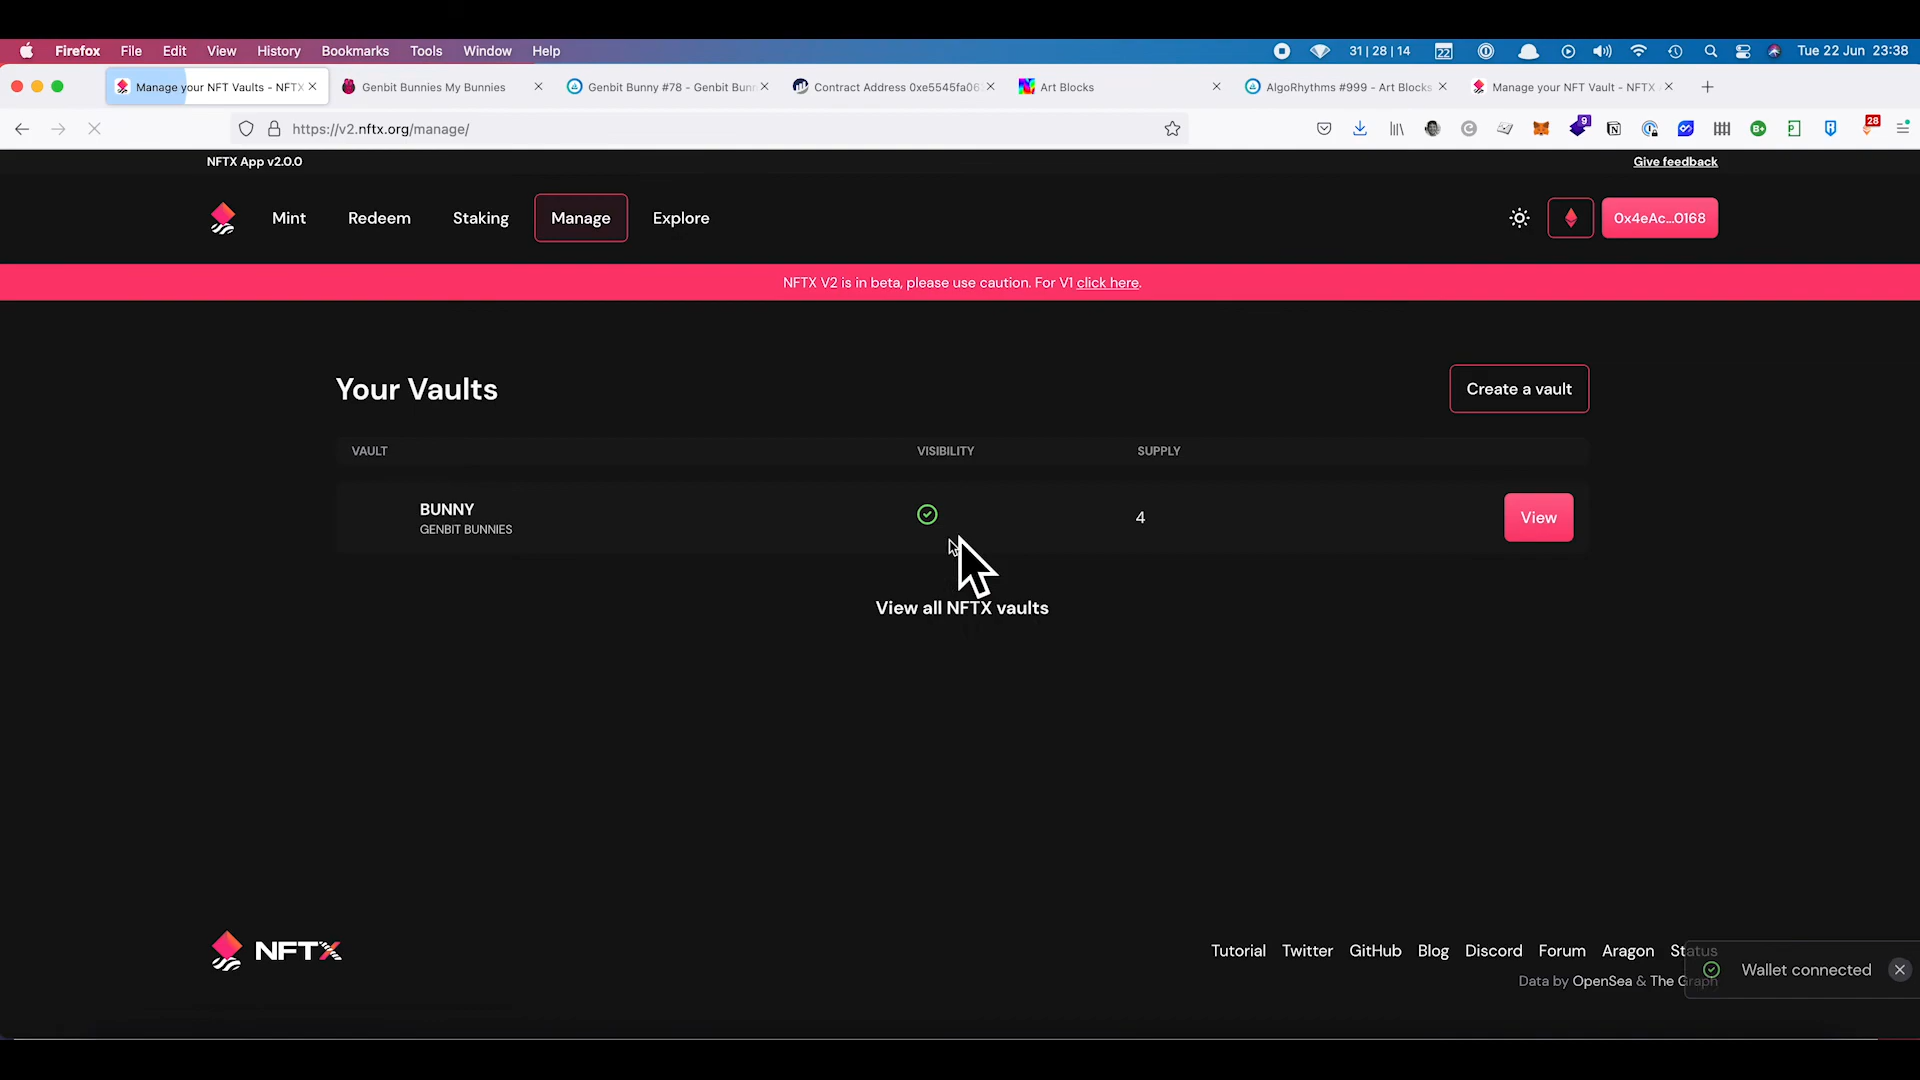 Firefox File Edit View History Bookmarks Tools Window Help 31 | 28 | 14 22 Tue 22 Jun 23:38
Manage your NFT Vaults - NFTX Genbit Bunnies My Bunnies Genbit Bunny #78 - Genbit Bunn Contract Address 0xe5545fa06 Art Blocks AlgoRhythms #999 - Art Blocks Manage your NFT Vault - NFTX
https://v2.nftx.org/manage/ 9 28
NFTX App v2.0.0 Give feedback
Mint Redeem Staking Manage Explore 0x4eAc...0168
NFTX V2 is in beta, please use caution. For V1 click here.
Your Vaults Create a vault
VAULT VISIBILITY SUPPLY
BUNNY
GENBIT BUNNIES
4 View
View all NFTX vaults
NFTX
Tutorial Twitter GitHub Blog Discord Forum Aragon Status
Data by OpenSea & The Graph
Wallet connected